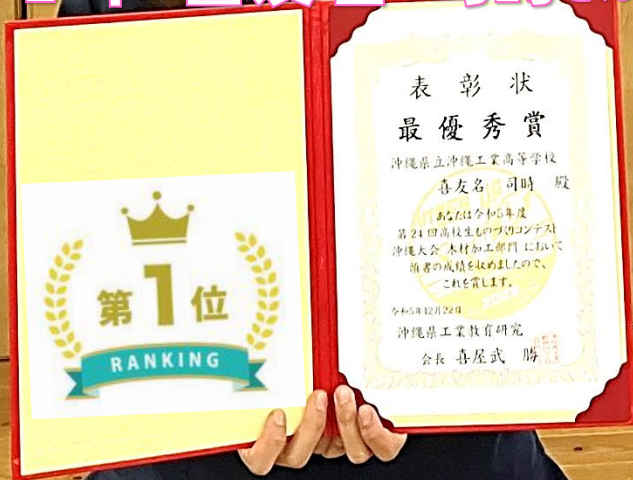 第1位
RANKING
表彰状
最優秀賞
沖縄県立沖縄工業高等学校
喜友名 司時 殿
あなたは令和5年度
第24回高校生ものづくりコンテスト
沖縄大会 木材加工部門 において
頭書の成績を収めましたので、
これを賞します。
令和5年12月22日
沖縄県工業教育研究
会長 喜屋武 勝